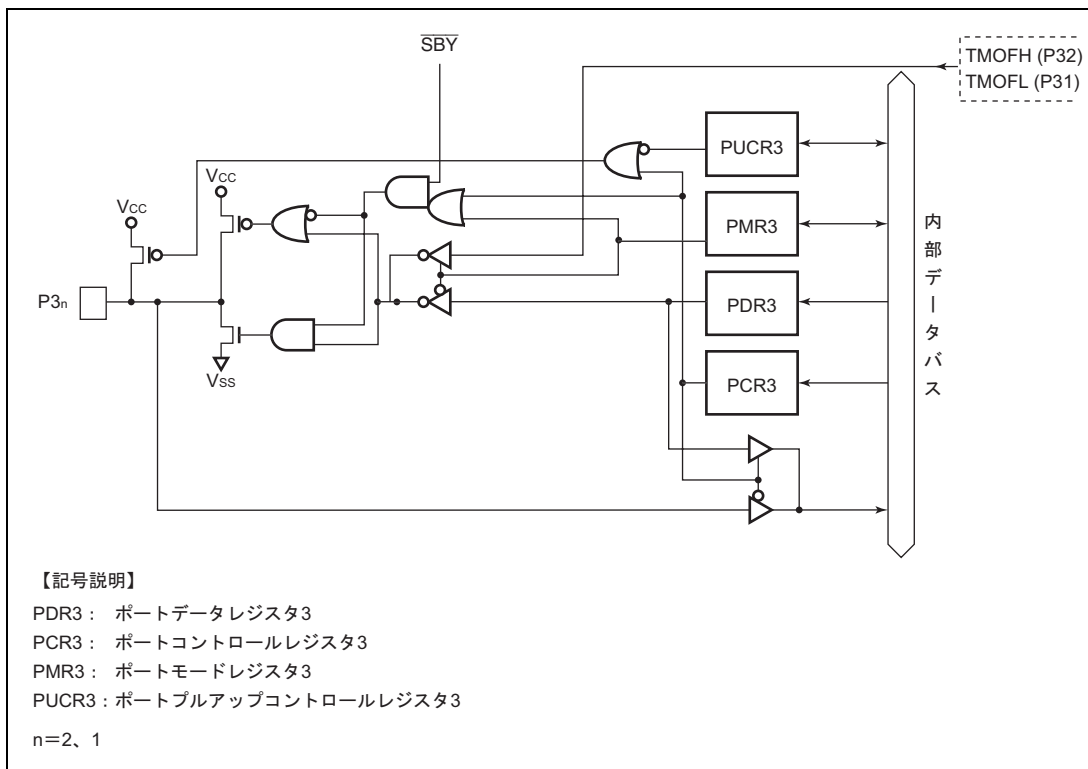 SBY
TMOFH (P32)
TMOFL (P31)
PUCR3
VCC
VCC
PMR3
内部データバス
P3n
PDR3
VSS
PCR3
【記号説明】
PDR3： ポートデータレジスタ3
PCR3： ポートコントロールレジスタ3
PMR3： ポートモードレジスタ3
PUCR3：ポートプルアップコントロールレジスタ3
n＝2、1